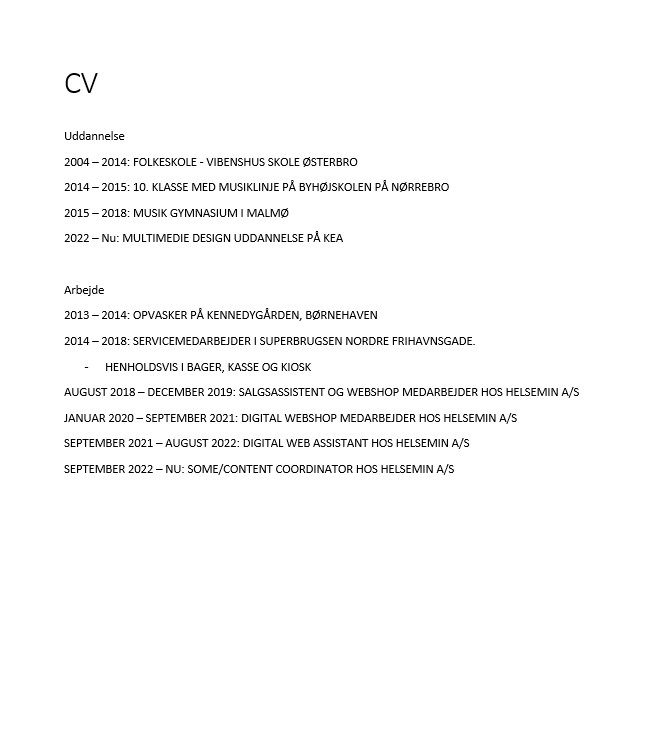 CV
Uddannelse
2004 – 2014: FOLKESKOLE - VIBENSHUS SKOLE ØSTERBRO
2014 – 2015: 10. KLASSE MED MUSIKLINJE PÅ BYHØJSKOLEN PÅ NØRREBRO
2015 – 2018: MUSIK GYMNASIUM I MALMØ
2022 – Nu: MULTIMEDIE DESIGN UDDANNELSE PÅ KEA
Arbejde
2013 – 2014: OPVASKER PÅ KENNEDYGÅRDEN, BØRNEHAVEN
2014 – 2018: SERVICEMEDARBEJDER I SUPERBRUGSEN NORDRE FRIHAVNSGADE.
- HENHOLDSVIS I BAGER, KASSE OG KIOSK
AUGUST 2018 – DECEMBER 2019: SALGSASSISTENT OG WEBSHOP MEDARBEJDER HOS HELSEMIN A/S
JANUAR 2020 – SEPTEMBER 2021: DIGITAL WEBSHOP MEDARBEJDER HOS HELSEMIN A/S
SEPTEMBER 2021 – AUGUST 2022: DIGITAL WEB ASSISTANT HOS HELSEMIN A/S
SEPTEMBER 2022 – NU: SOME/CONTENT COORDINATOR HOS HELSEMIN A/S